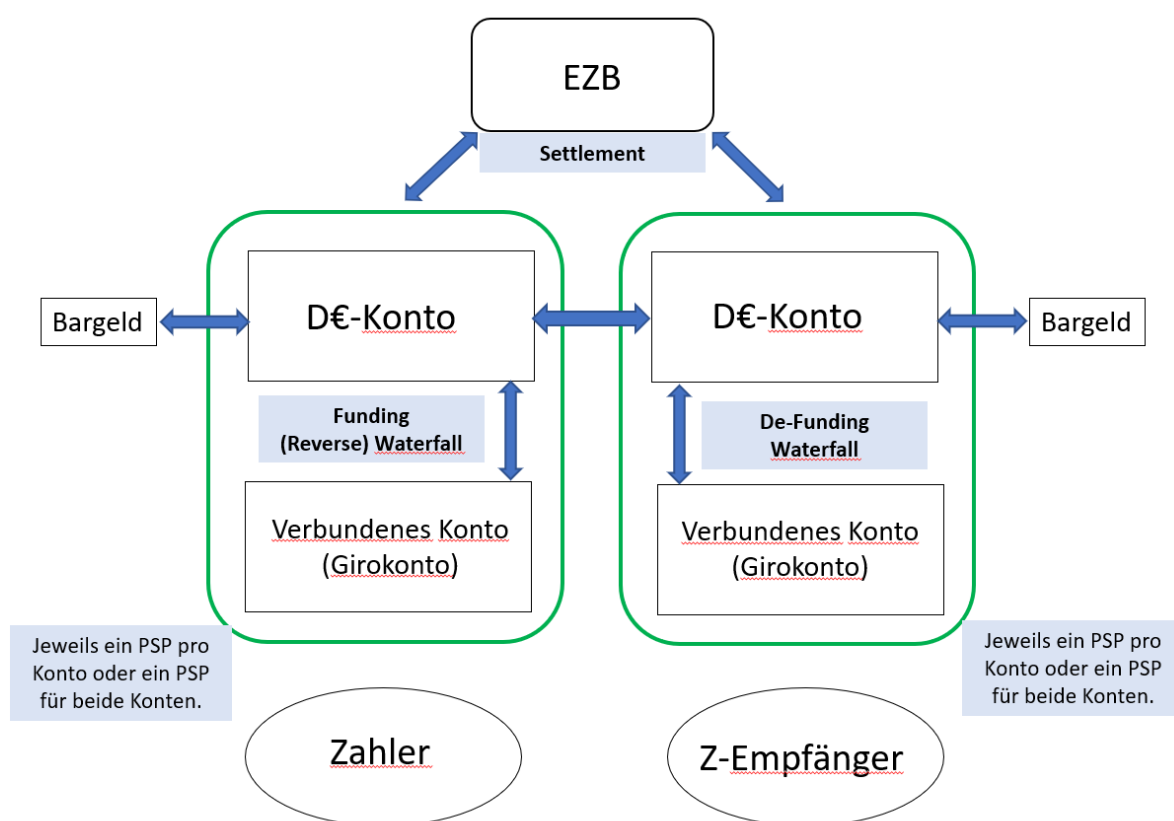 EZB
Settlement
D€-Konto
D€-Konto
Bargeld
Bargeld
Funding
(Reverse) Waterfall
De-Funding
Waterfall
Verbundenes Konto
(Girokonto)
Verbundenes Konto
(Girokonto)
Jeweils ein PSP pro
Konto oder ein PSP
für beide Konten.
Jeweils ein PSP pro
Konto oder ein PSP
für beide Konten.
Zahler
Z-Empfänger